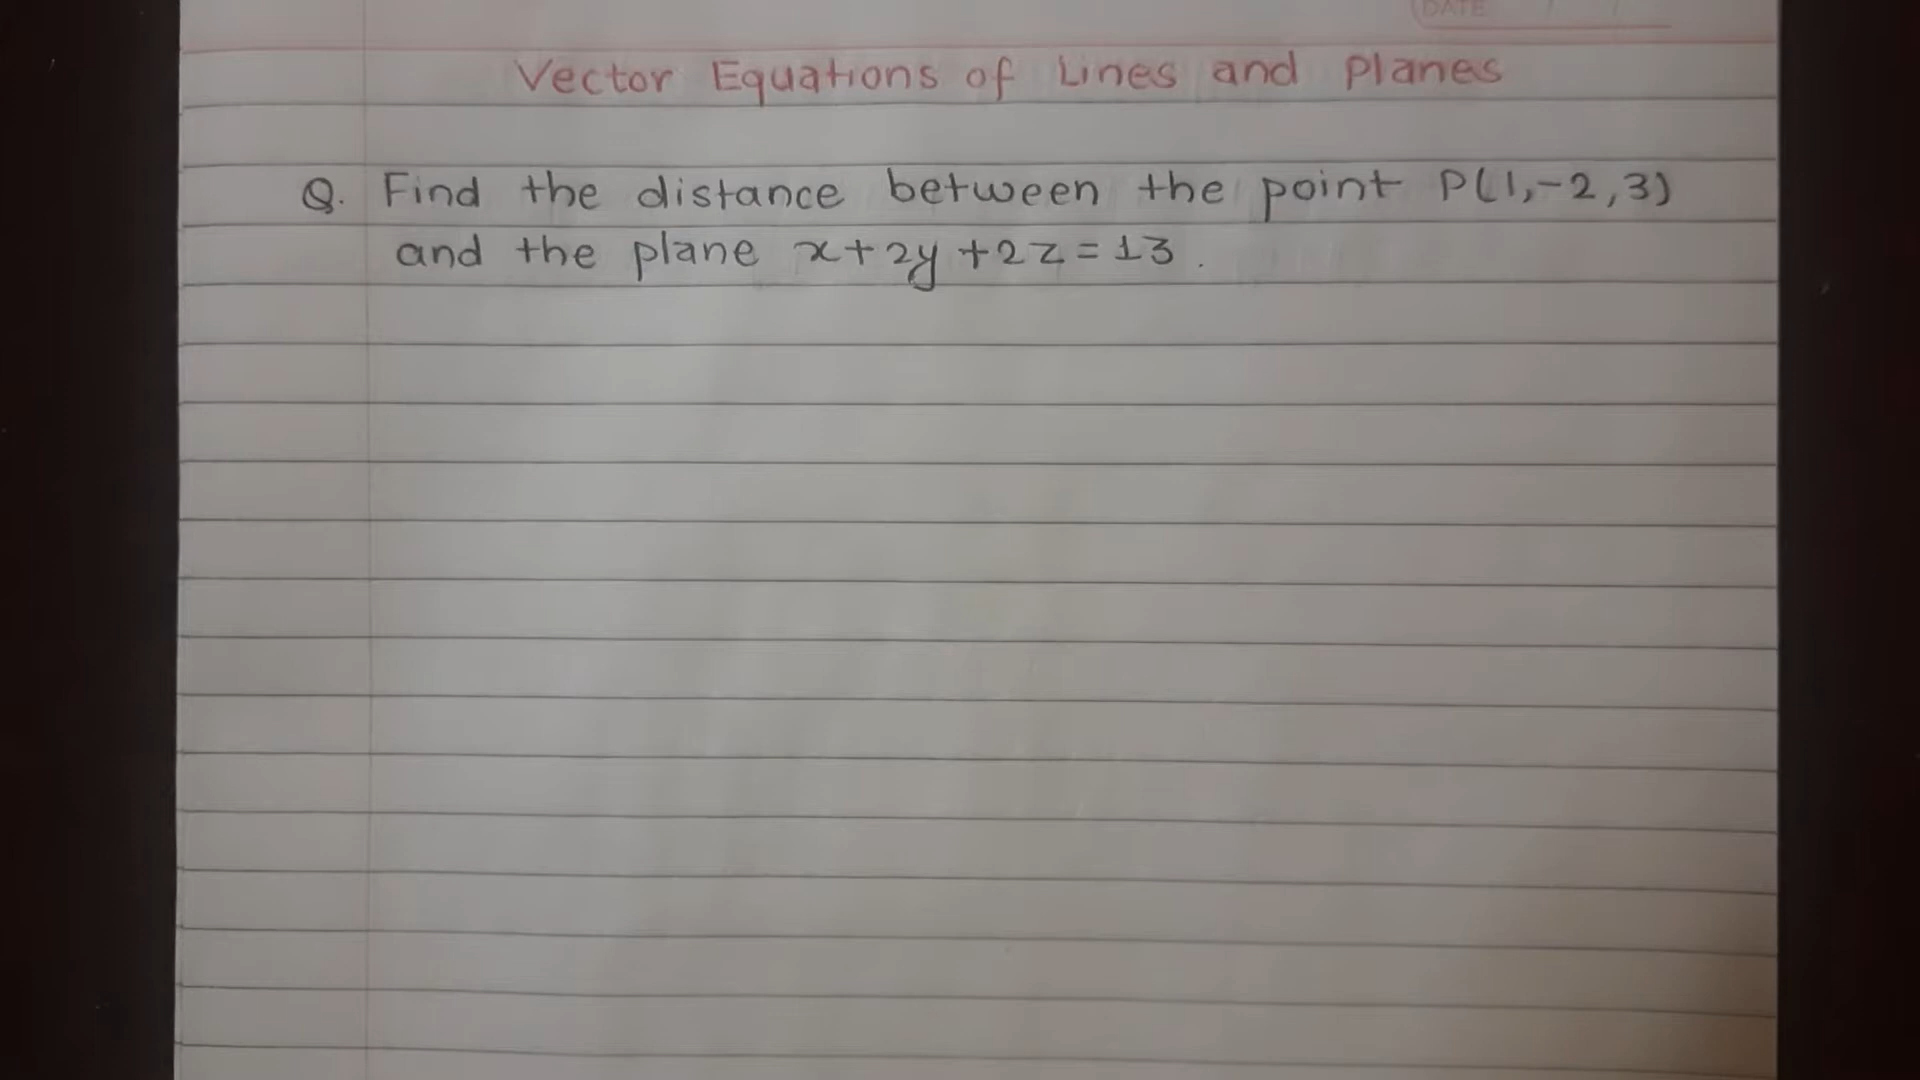 DATE
Vector Equations of Lines and Planes
Q. Find the distance between the point P(1,-2,3)
and the plane x+2y+2z=13.